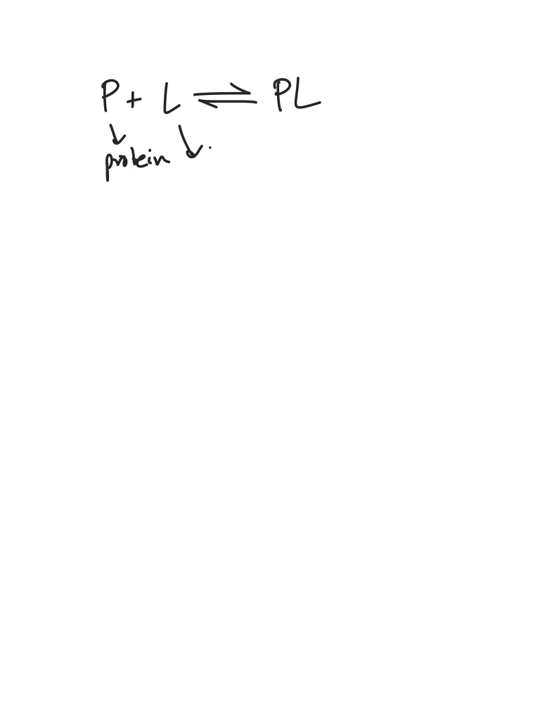 P + L ⇌ PL
↓ ↓
protein